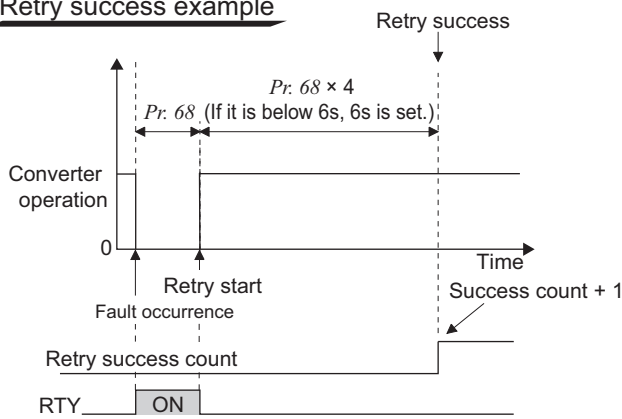 Retry success example
Retry success
Pr. 68 × 4
Pr. 68 (If it is below 6s, 6s is set.)
Converter
operation
0
Time
Retry start
Success count + 1
Fault occurrence
Retry success count
RTY
ON